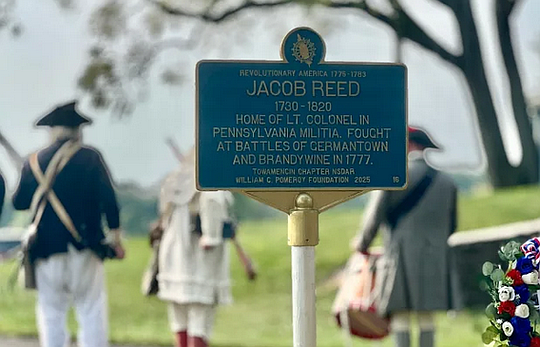 REVOLUTIONARY AMERICA 1775-1783
JACOB REED
1730-1820
HOME OF LT. COLONEL IN
PENNSYLVANIA MILITIA. FOUGHT
AT BATTLES OF GERMANTOWN
AND BRANDYWINE IN 1777.
TOWAMENCIN CHAPTER NSDAR
WILLIAM G. POMEROY FOUNDATION 2025 16